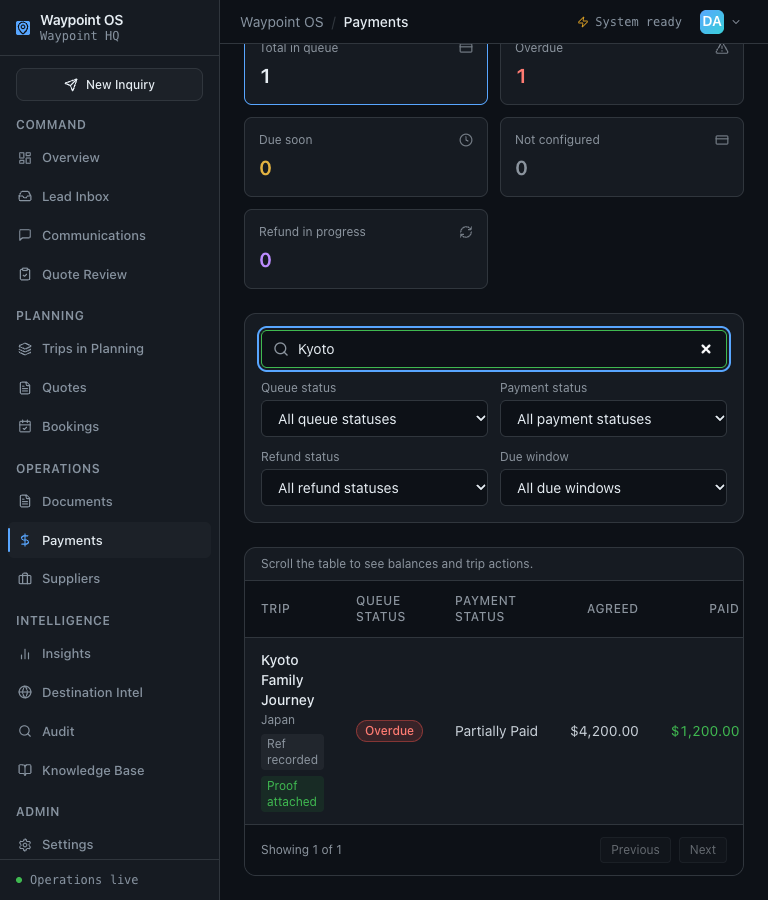 Waypoint OS
Waypoint HQ
New Inquiry
COMMAND
Overview
Lead Inbox
Communications
Quote Review
PLANNING
Trips in Planning
Quotes
Bookings
OPERATIONS
Documents
Payments
Suppliers
INTELLIGENCE
Insights
Destination Intel
Audit
Knowledge Base
ADMIN
Settings
Operations live
Waypoint OS / Payments
System ready
DA
Total in queue
1
Overdue
1
Due soon
0
Not configured
0
Refund in progress
0
Kyoto
Queue status
All queue statuses
Payment status
All payment statuses
Refund status
All refund statuses
Due window
All due windows
Scroll the table to see balances and trip actions.
TRIP
QUEUE
STATUS
PAYMENT
STATUS
AGREED
PAID
Kyoto
Family
Journey
Japan
Ref
recorded
Proof
attached
Overdue
Partially Paid
$4,200.00
$1,200.00
Showing 1 of 1
Previous
Next